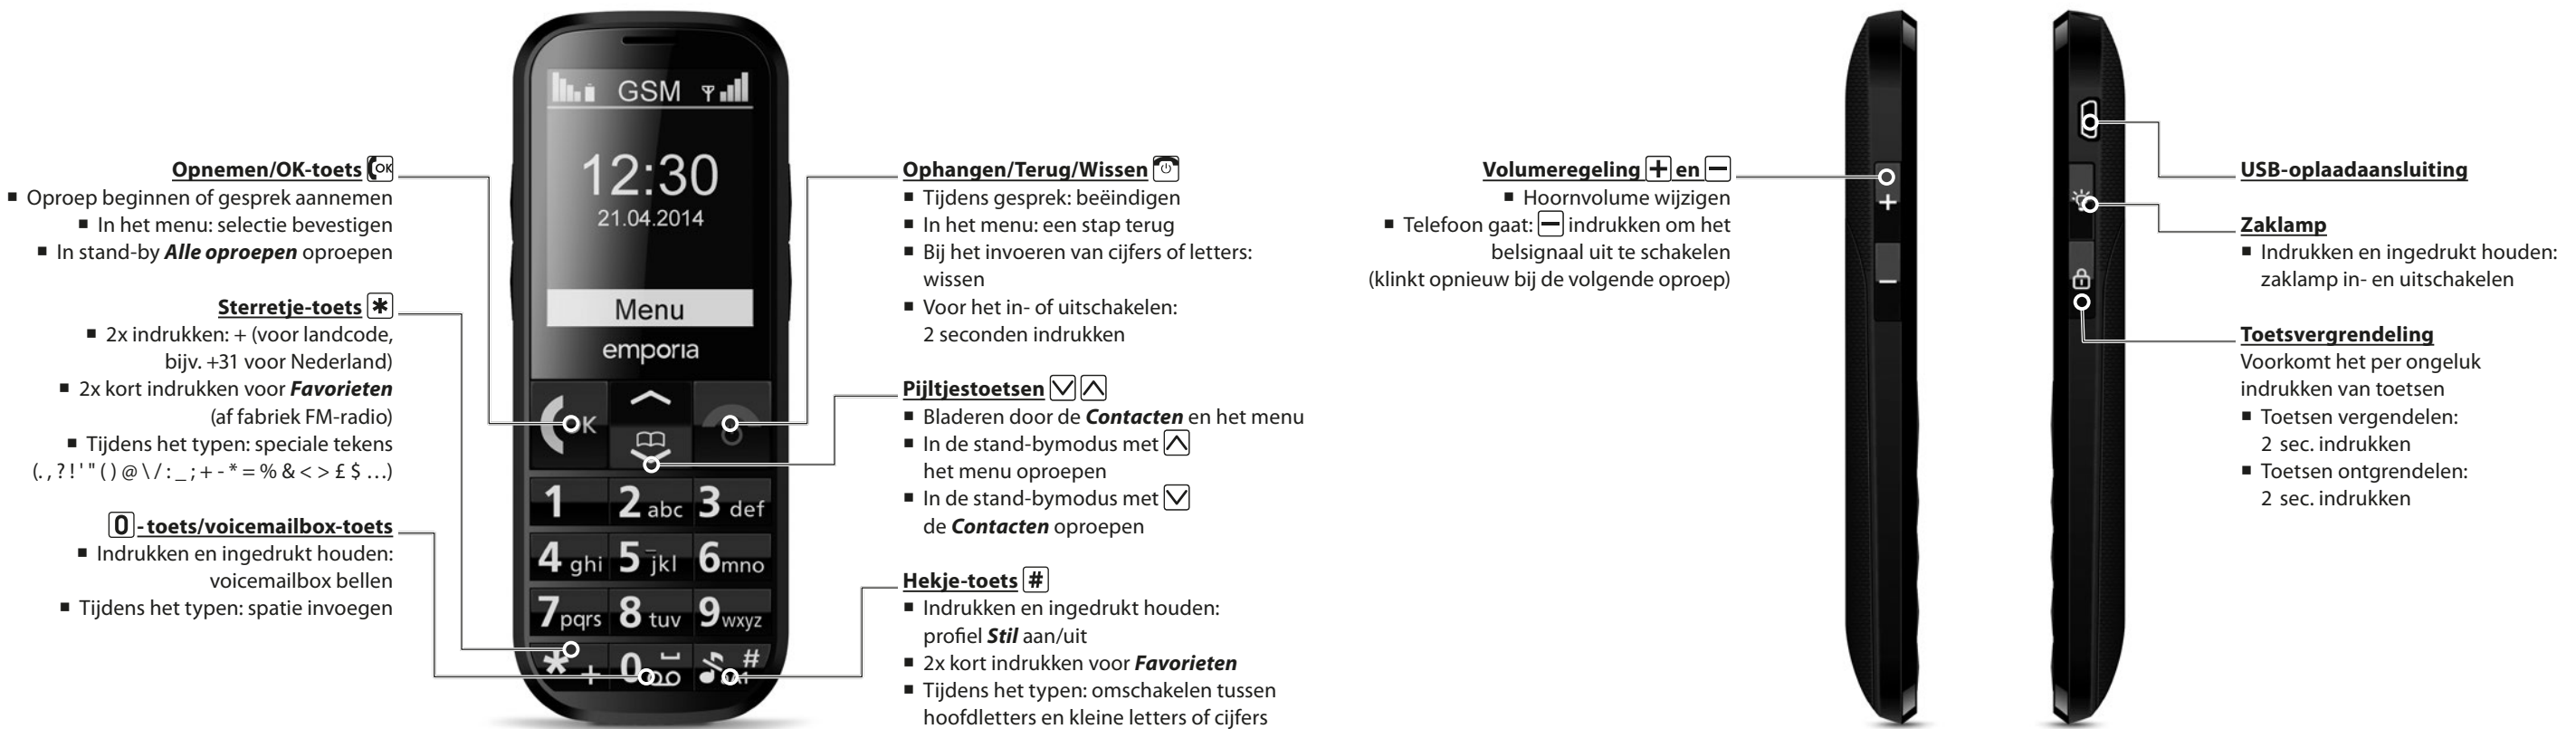 Opnemen/OK-toets OK
▪ Oproep beginnen of gesprek aannemen
▪ In het menu: selectie bevestigen
▪ In stand-by Alle oproepen oproepen
Sterretje-toets *
▪ 2x indrukken: + (voor landcode,
bijv. +31 voor Nederland)
▪ 2x kort indrukken voor Favorieten
(af fabriek FM-radio)
▪ Tijdens het typen: speciale tekens
(. , ? ! ' " ( ) @ \ / : _ ; + - * = % & < > £ $ …)
0-toets/voicemailbox-toets
▪ Indrukken en ingedrukt houden:
voicemailbox bellen
▪ Tijdens het typen: spatie invoegen
GSM
12:30
21.04.2014
Menu
emporia
OK
1 2 abc 3 def
4 ghi 5 jkl 6 mno
7 pqrs 8 tuv 9 wxyz
* + 0 #
Ophangen/Terug/Wissen
▪ Tijdens gesprek: beëindigen
▪ In het menu: een stap terug
▪ Bij het invoeren van cijfers of letters:
wissen
▪ Voor het in- of uitschakelen:
2 seconden indrukken
Pijltjestoetsen
▪ Bladeren door de Contacten en het menu
▪ In de stand-bymodus met
het menu oproepen
▪ In de stand-bymodus met
de Contacten oproepen
Hekje-toets #
▪ Indrukken en ingedrukt houden:
profiel Stil aan/uit
▪ 2x kort indrukken voor Favorieten
▪ Tijdens het typen: omschakelen tussen
hoofdletters en kleine letters of cijfers
Volumeregeling + en −
▪ Hoornvolume wijzigen
▪ Telefoon gaat: − indrukken om het
belsignaal uit te schakelen
(klinkt opnieuw bij de volgende oproep)
+
−
USB-oplaadaansluiting
Zaklamp
▪ Indrukken en ingedrukt houden:
zaklamp in- en uitschakelen
Toetsvergrendeling
Voorkomt het per ongeluk
indrukken van toetsen
▪ Toetsen vergendelen:
2 sec. indrukken
▪ Toetsen ontgrendelen:
2 sec. indrukken